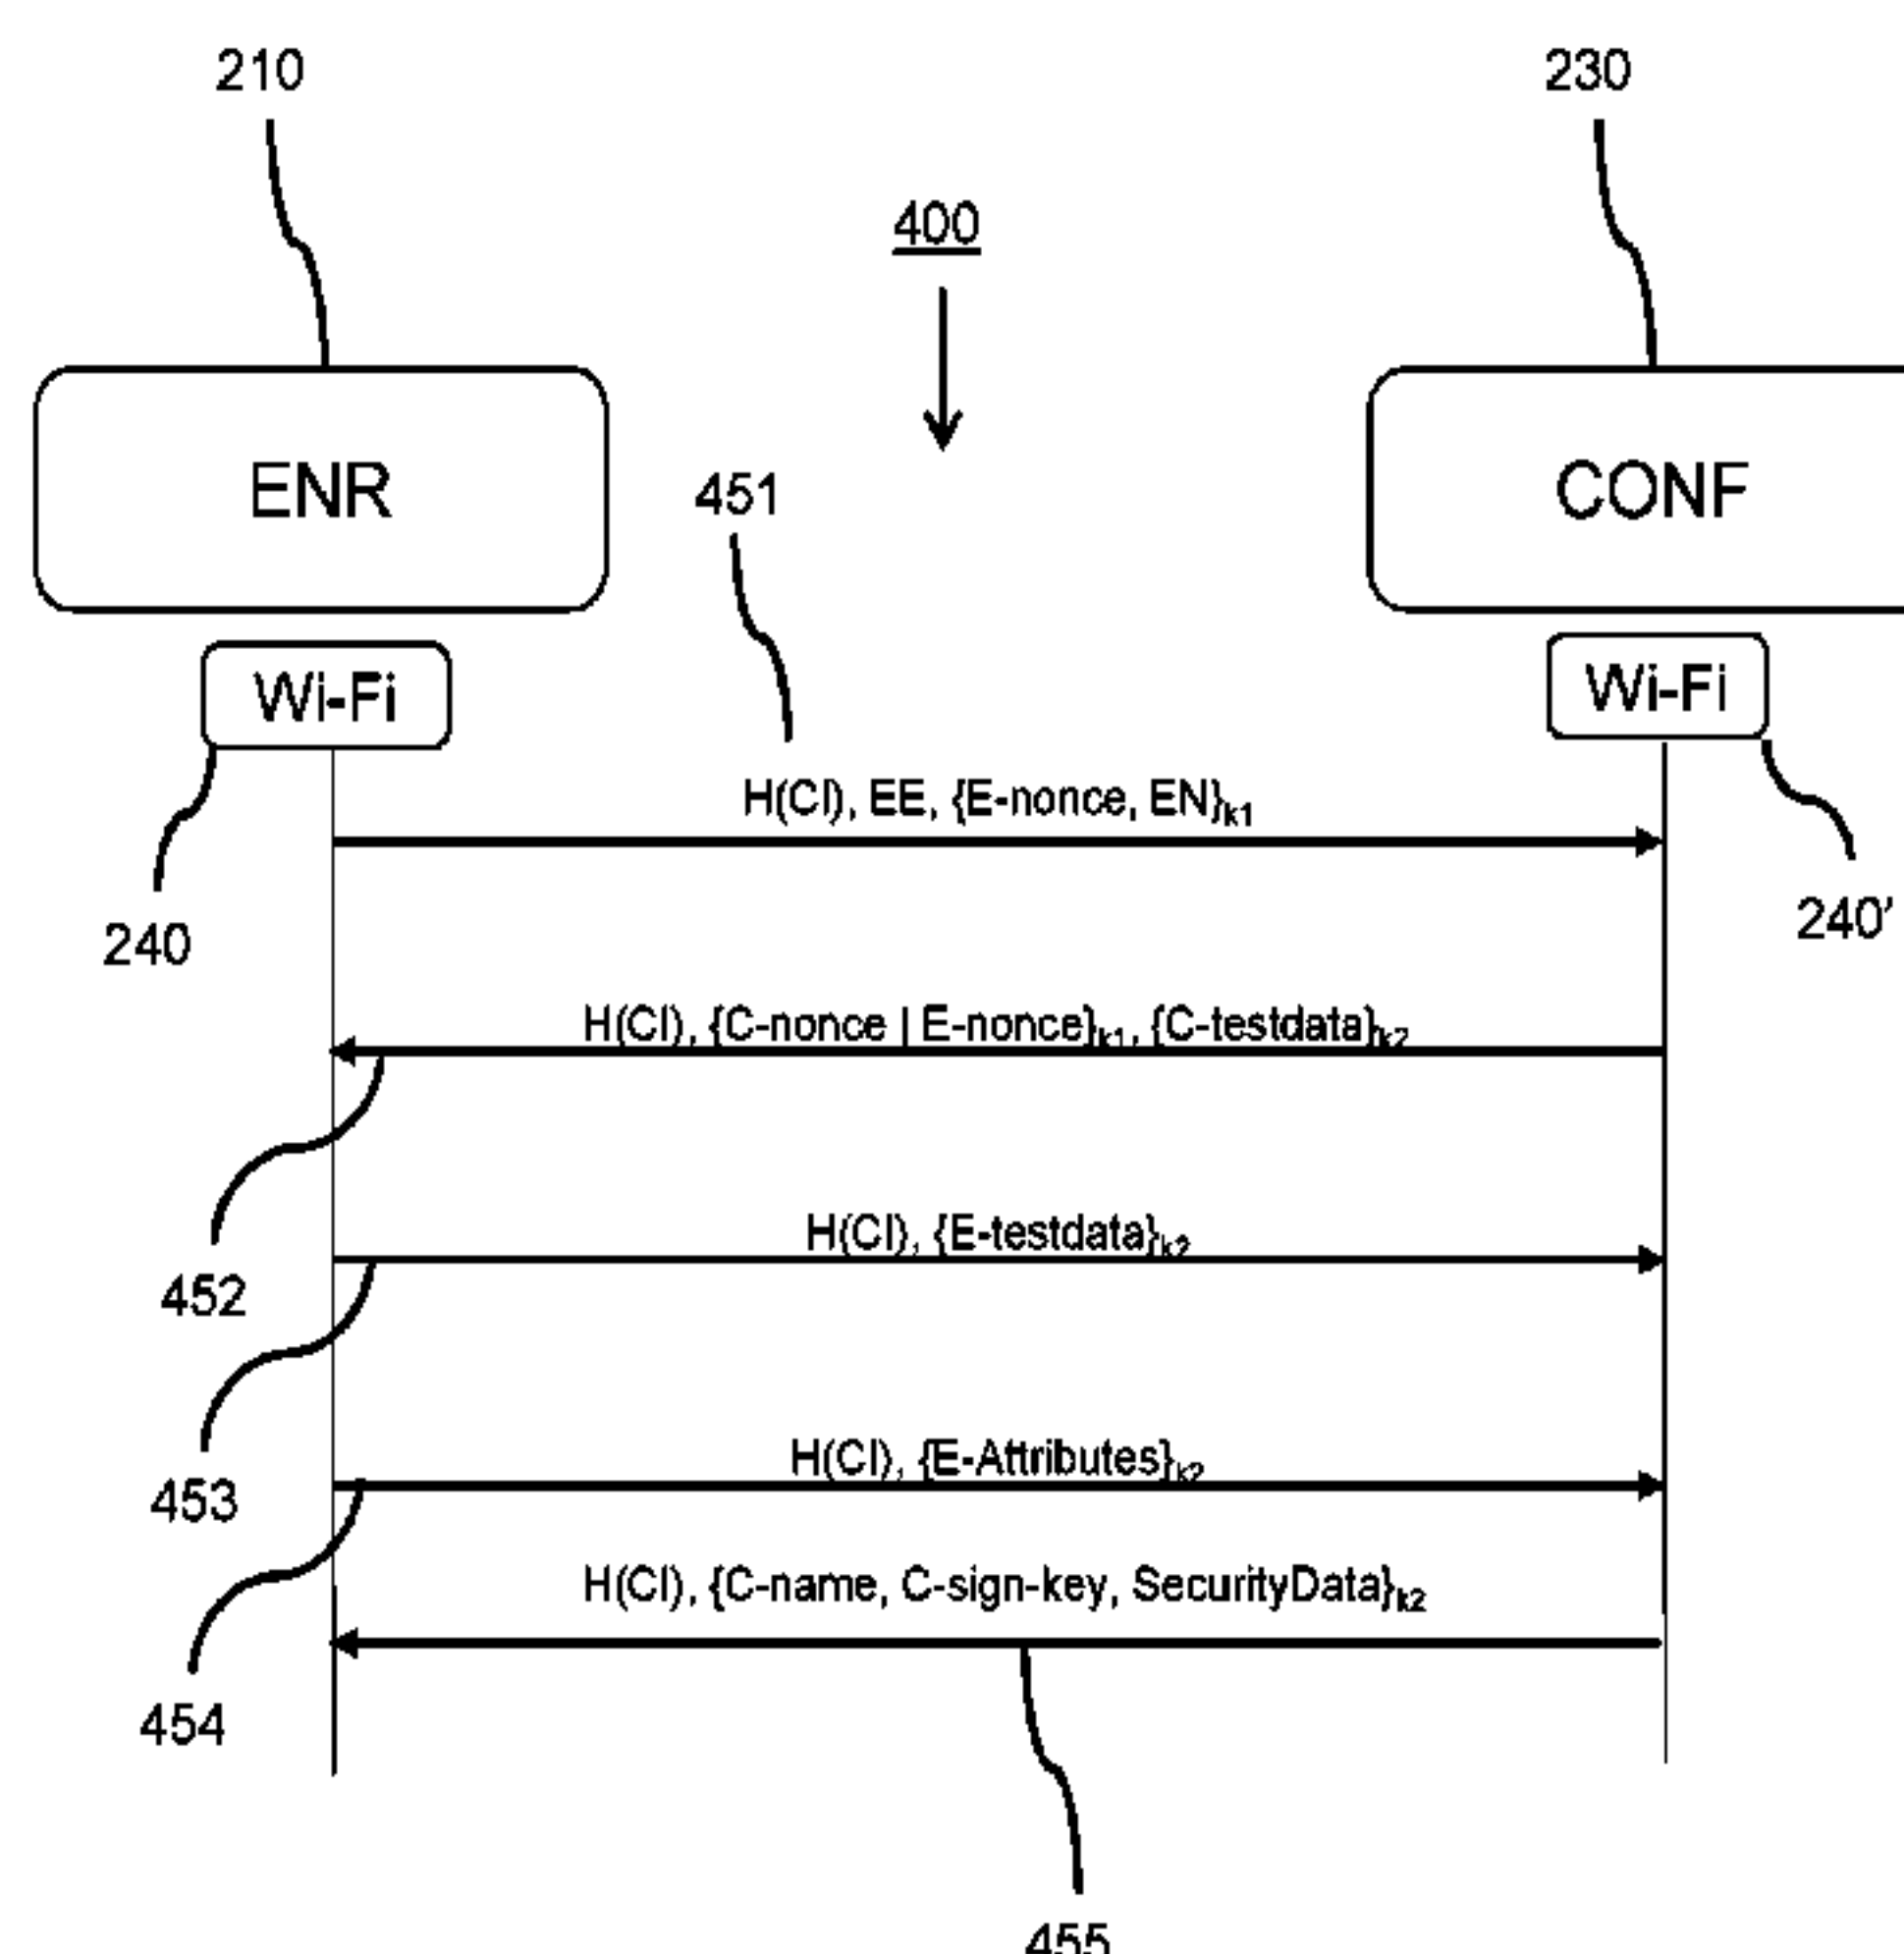 210
230
400
ENR
CONF
451
Wi-Fi
Wi-Fi
H(CI), EE, {E-nonce, EN}k1
240
240'
H(CI), {C-nonce | E-nonce}k1, {C-testdata}k2
H(CI), {E-testdata}k2
452
H(CI), {E-Attributes}k2
453
H(CI), {C-name, C-sign-key, SecurityData}k2
454
455